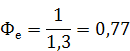 Φₑ = 1/1,3 = 0,77